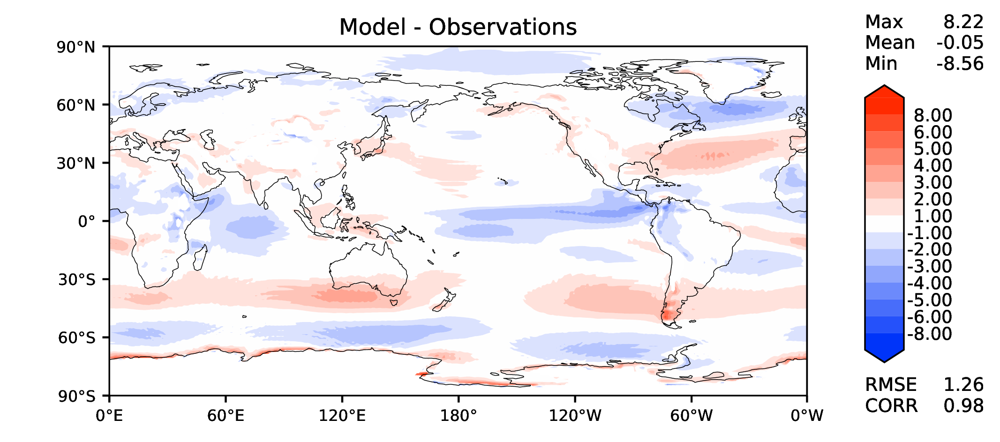 Model - Observations
Max 8.22
Mean -0.05
Min -8.56
90°N
60°N
30°N
0°
30°S
60°S
90°S
0°E 60°E 120°E 180° 120°W 60°W 0°W
8.00
6.00
5.00
4.00
3.00
2.00
1.00
-1.00
-2.00
-3.00
-4.00
-5.00
-6.00
-8.00
RMSE 1.26
CORR 0.98